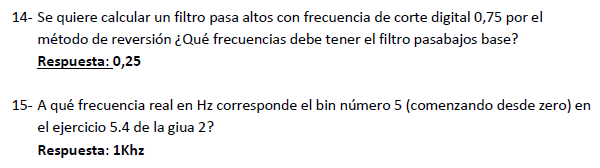 14- Se quiere calcular un filtro pasa altos con frecuencia de corte digital 0,75 por el
método de reversión ¿Qué frecuencias debe tener el filtro pasabajos base?
Respuesta: 0,25
15- A qué frecuencia real en Hz corresponde el bin número 5 (comenzando desde zero) en
el ejercicio 5.4 de la giua 2?
Respuesta: 1Khz